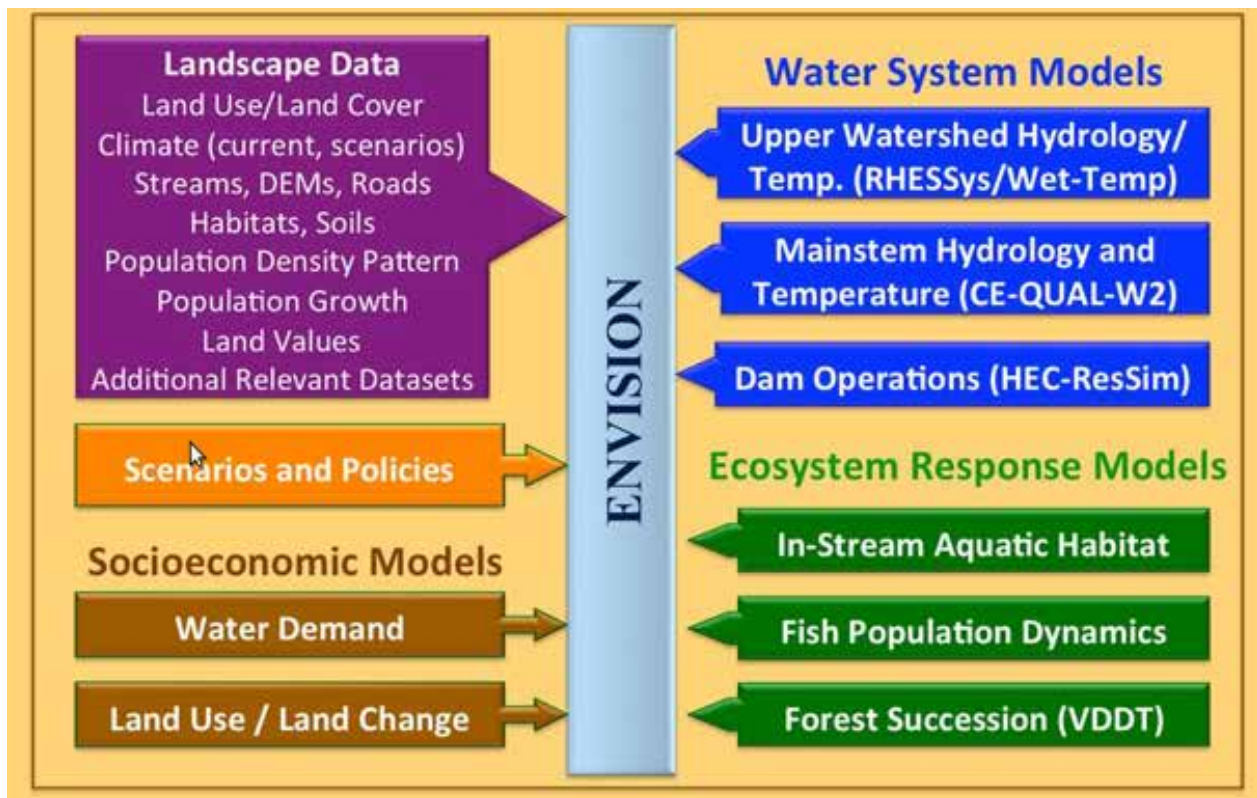 Landscape Data
Land Use/Land Cover
Climate (current, scenarios)
Streams, DEMs, Roads
Habitats, Soils
Population Density Pattern
Population Growth
Land Values
Additional Relevant Datasets
Scenarios and Policies
Socioeconomic Models
Water Demand
Land Use / Land Change
ENVISION
Water System Models
Upper Watershed Hydrology/
Temp. (RHESSys/Wet-Temp)
Mainstem Hydrology and
Temperature (CE-QUAL-W2)
Dam Operations (HEC-ResSim)
Ecosystem Response Models
In-Stream Aquatic Habitat
Fish Population Dynamics
Forest Succession (VDDT)